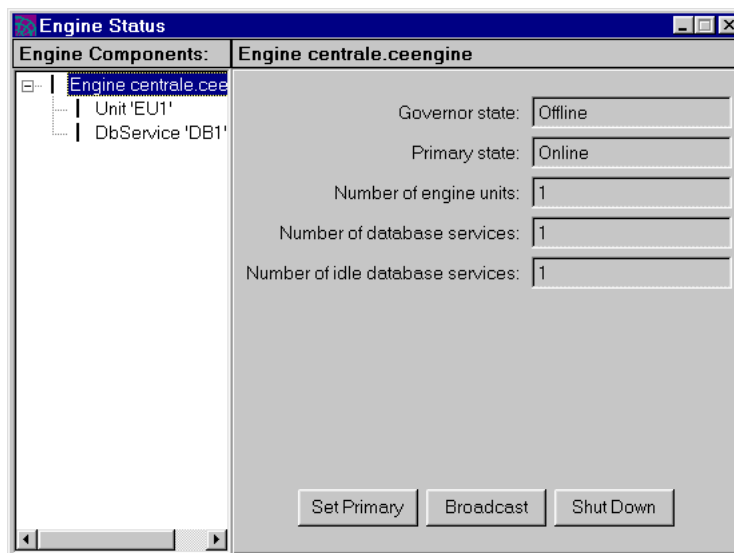 Engine Status
Engine Components:
Engine centrale.ceengine
Engine centrale.cee
Unit 'EU1'
DbService 'DB1'
Governor state: Offline
Primary state: Online
Number of engine units: 1
Number of database services: 1
Number of idle database services: 1
Set Primary
Broadcast
Shut Down